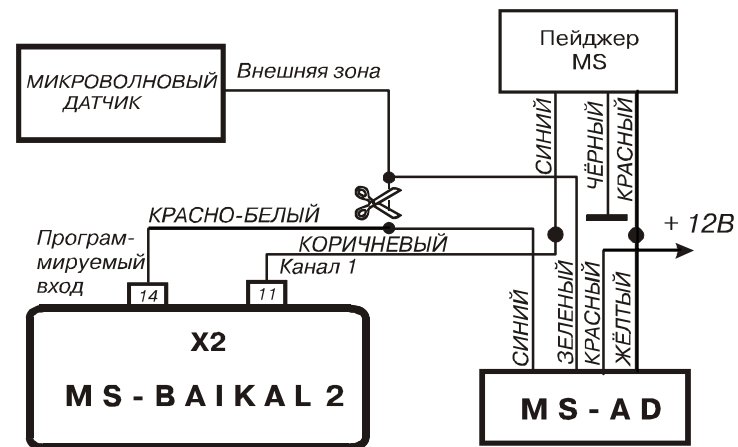 Пейджер
MS
МИКРОВОЛНОВЫЙ
ДАТЧИК
Внешняя зона
СИНИЙ
ЧЁРНЫЙ
КРАСНЫЙ
КРАСНО-БЕЛЫЙ
+ 12В
Програм-
мируемый
вход
КОРИЧНЕВЫЙ
Канал 1
14
11
СИНИЙ
ЗЕЛЕНЫЙ
КРАСНЫЙ
ЖЁЛТЫЙ
X2
MS-BAIKAL 2
MS-AD